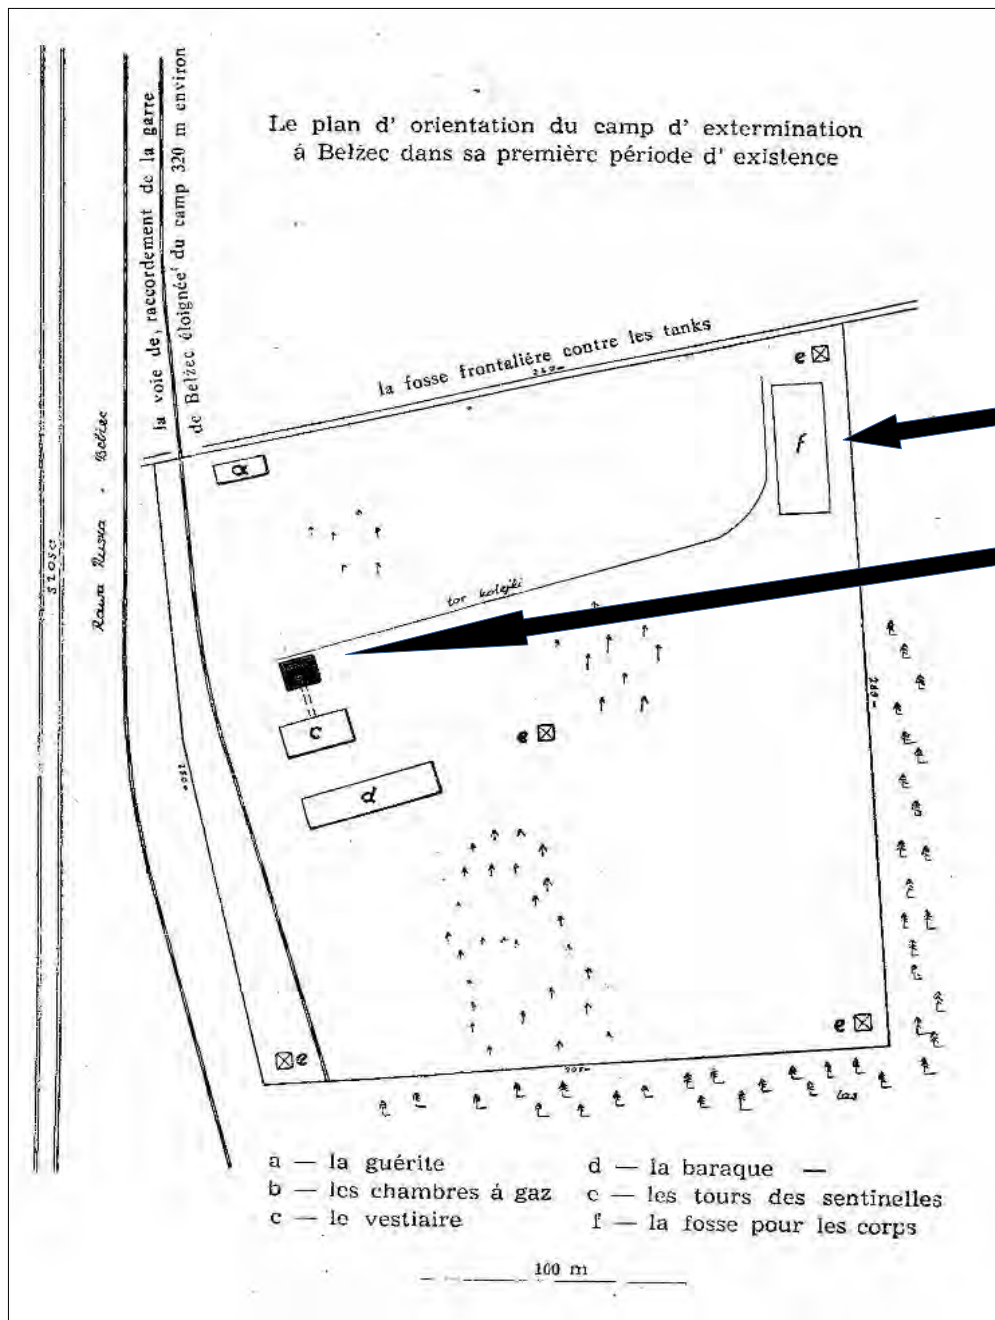 Le plan d' orientation du camp d' extermination
á Bełżec dans sa première période d' existence
la voie de, raccordement de la garre
de Bełżec éloignée' du camp 320 m environ
Rawa Ruska - Bełżec
szosa
la fosse frontaliére contre les tanks
e
f
a
tor kolejki
c
e
d
e
e
las
a — la guérite
b — les chambres á gaz
c — le vestiaire
d — la baraque —
e — les tours des sentinelles
f — la fosse pour les corps
100 m